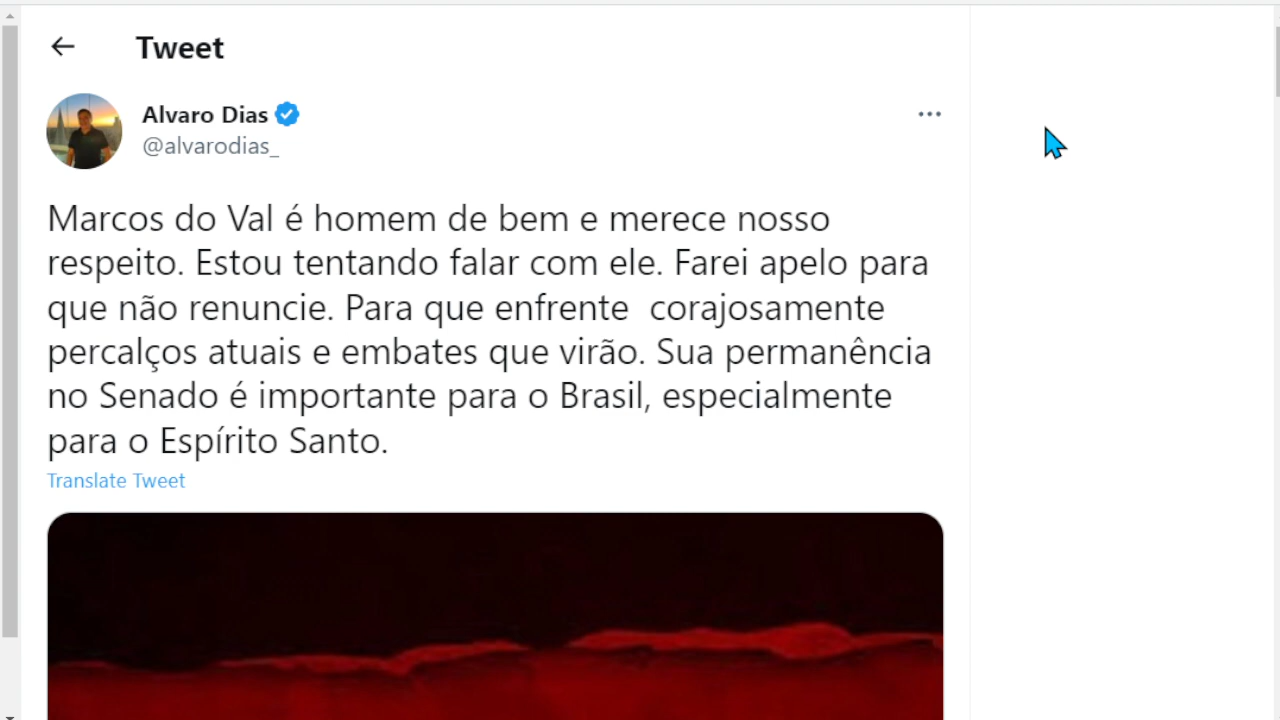 Tweet
Alvaro Dias
@alvarodias_
Marcos do Val é homem de bem e merece nosso
respeito. Estou tentando falar com ele. Farei apelo para
que não renuncie. Para que enfrente  corajosamente
percalços atuais e embates que virão. Sua permanência
no Senado é importante para o Brasil, especialmente
para o Espírito Santo.
Translate Tweet